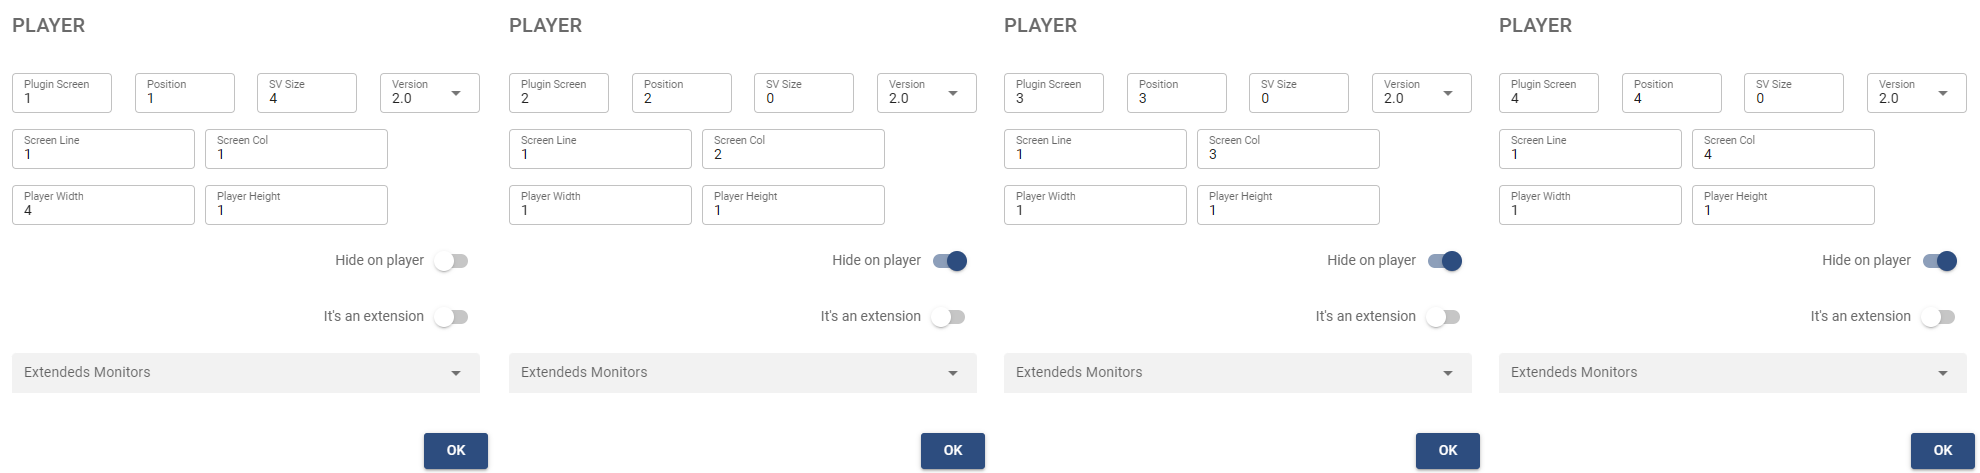 PLAYER
Plugin Screen
1
Position
1
SV Size
4
Version
2.0
Screen Line
1
Screen Col
1
Player Width
4
Player Height
1
Hide on player
It's an extension
Extendeds Monitors
OK
PLAYER
Plugin Screen
2
Position
2
SV Size
0
Version
2.0
Screen Line
1
Screen Col
2
Player Width
1
Player Height
1
Hide on player
It's an extension
Extendeds Monitors
OK
PLAYER
Plugin Screen
3
Position
3
SV Size
0
Version
2.0
Screen Line
1
Screen Col
3
Player Width
1
Player Height
1
Hide on player
It's an extension
Extendeds Monitors
OK
PLAYER
Plugin Screen
4
Position
4
SV Size
0
Version
2.0
Screen Line
1
Screen Col
4
Player Width
1
Player Height
1
Hide on player
It's an extension
Extendeds Monitors
OK